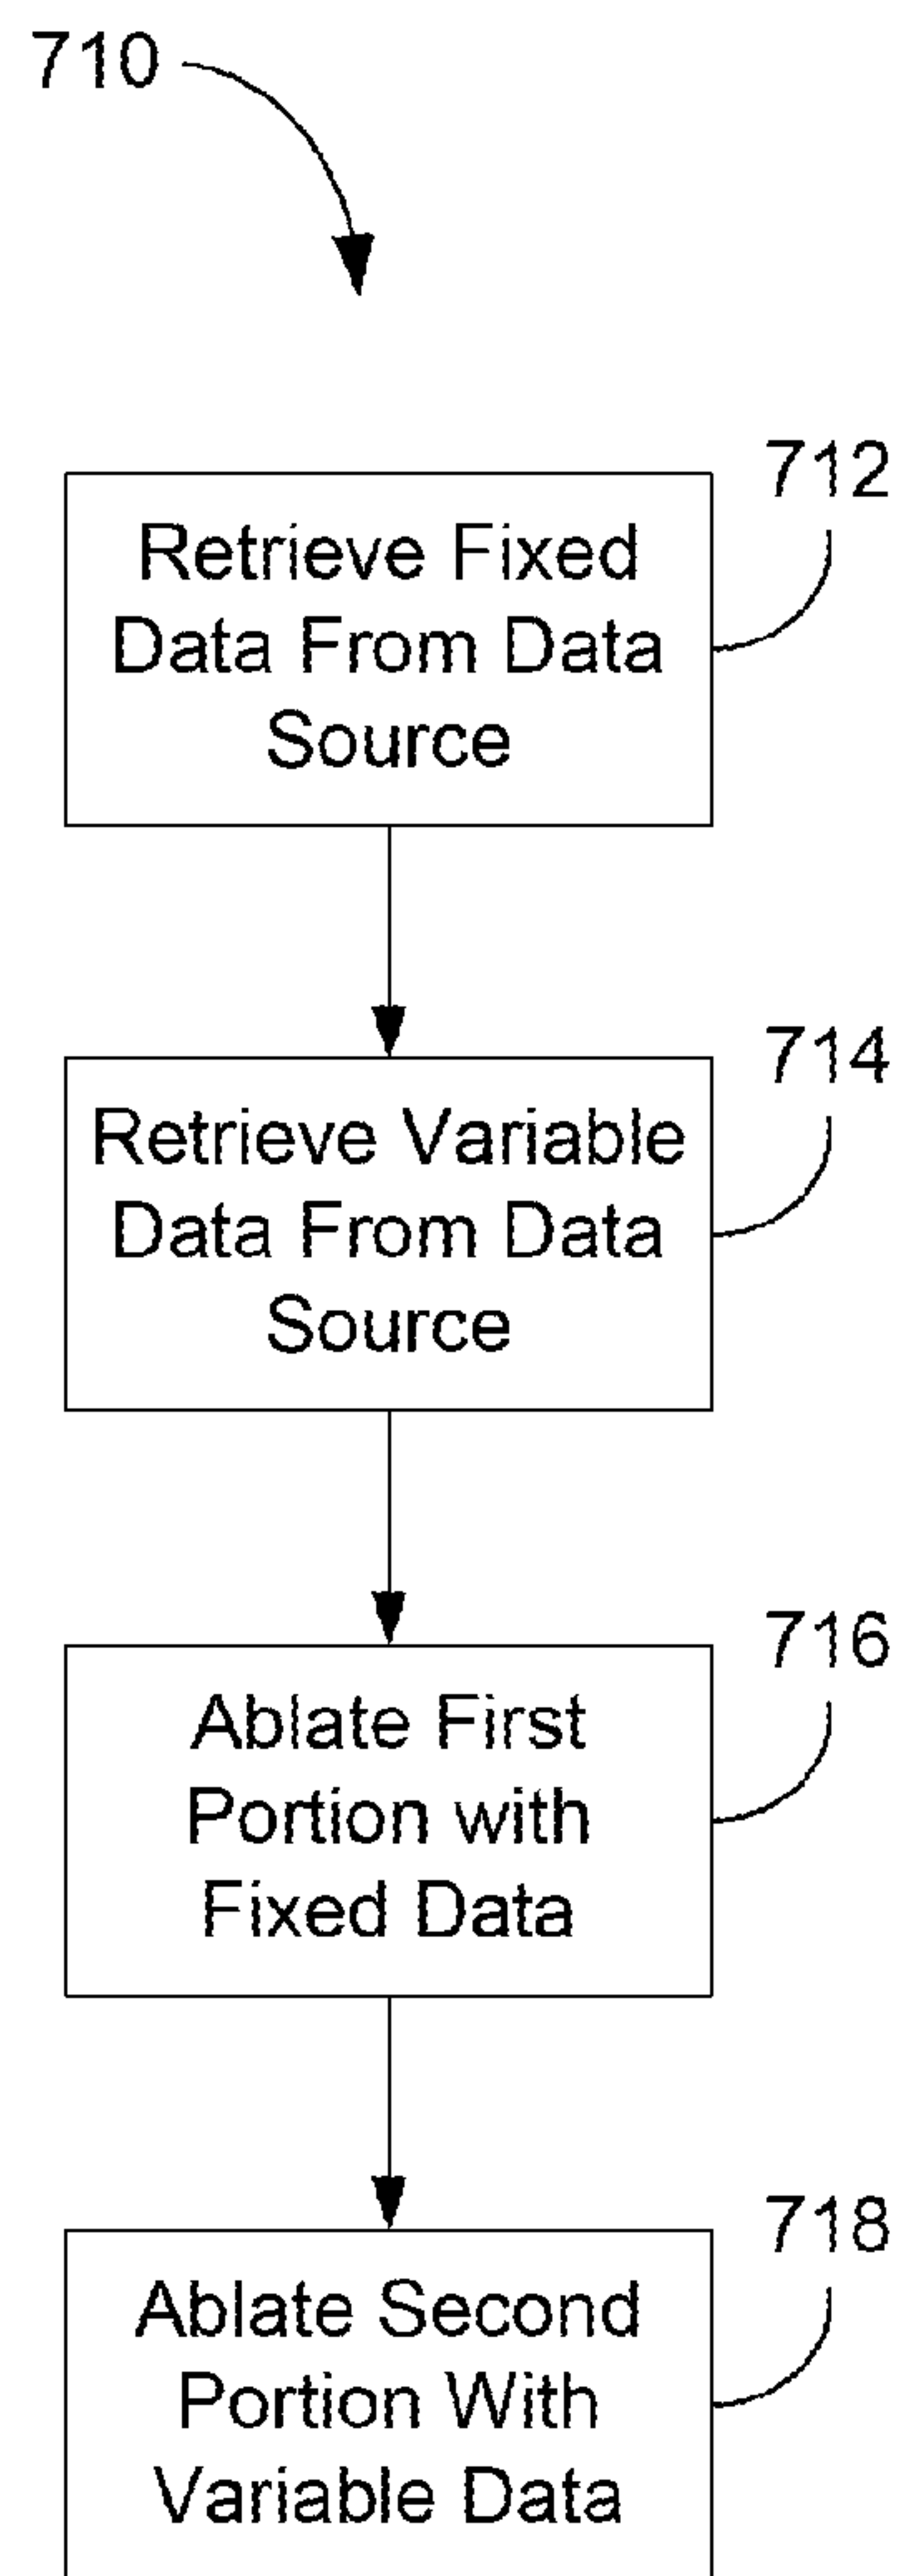 710
712
Retrieve Fixed
Data From Data
Source
714
Retrieve Variable
Data From Data
Source
716
Ablate First
Portion with
Fixed Data
718
Ablate Second
Portion With
Variable Data